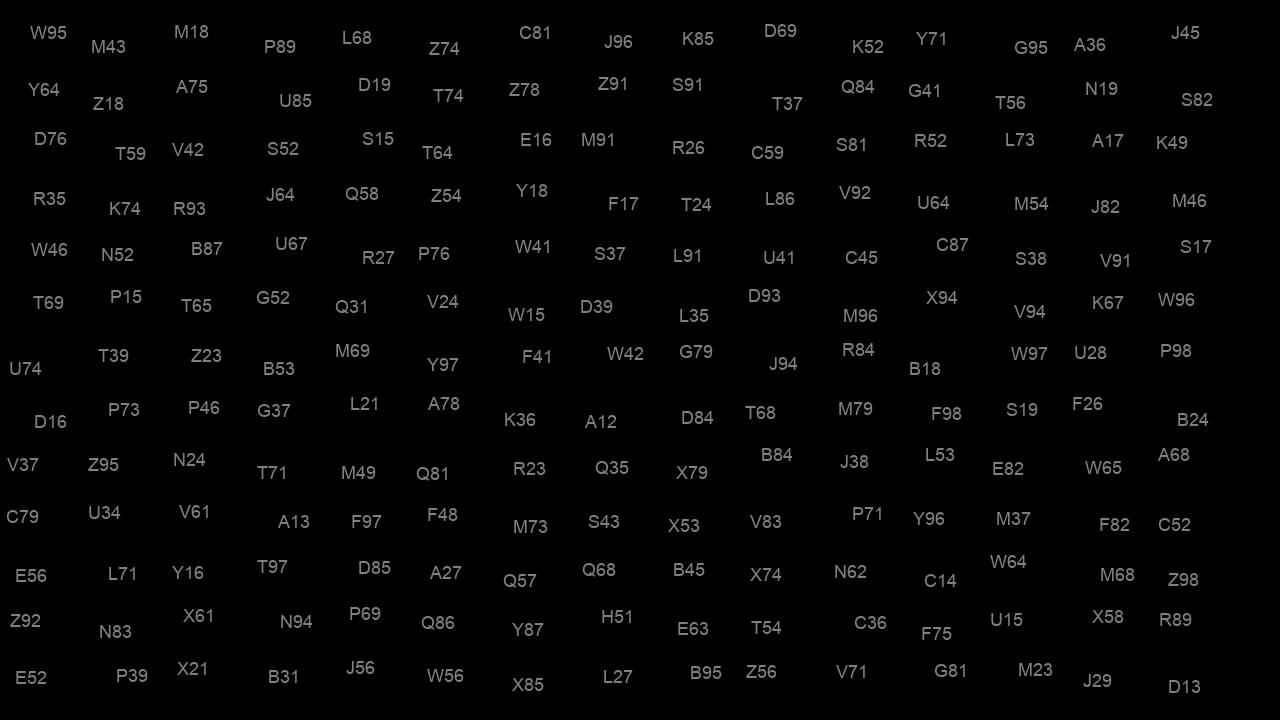 W95 M43 M18 P89 L68 Z74 C81 J96 K85 D69 K52 Y71 G95 A36 J45
Y64 Z18 A75 U85 D19 T74 Z78 Z91 S91 T37 Q84 G41 T56 N19 S82
D76 T59 V42 S52 S15 T64 E16 M91 R26 C59 S81 R52 L73 A17 K49
R35 K74 R93 J64 Q58 Z54 Y18 F17 T24 L86 V92 U64 M54 J82 M46
W46 N52 B87 U67 R27 P76 W41 S37 L91 U41 C45 C87 S38 V91 S17
T69 P15 T65 G52 Q31 V24 W15 D39 L35 D93 M96 X94 V94 K67 W96
U74 T39 Z23 B53 M69 Y97 F41 W42 G79 J94 R84 B18 W97 U28 P98
D16 P73 P46 G37 L21 A78 K36 A12 D84 T68 M79 F98 S19 F26 B24
V37 Z95 N24 T71 M49 Q81 R23 Q35 X79 B84 J38 L53 E82 W65 A68
C79 U34 V61 A13 F97 F48 M73 S43 X53 V83 P71 Y96 M37 F82 C52
E56 L71 Y16 T97 D85 A27 Q57 Q68 B45 X74 N62 C14 W64 M68 Z98
Z92 N83 X61 N94 P69 Q86 Y87 H51 E63 T54 C36 F75 U15 X58 R89
E52 P39 X21 B31 J56 W56 X85 L27 B95 Z56 V71 G81 M23 J29 D13